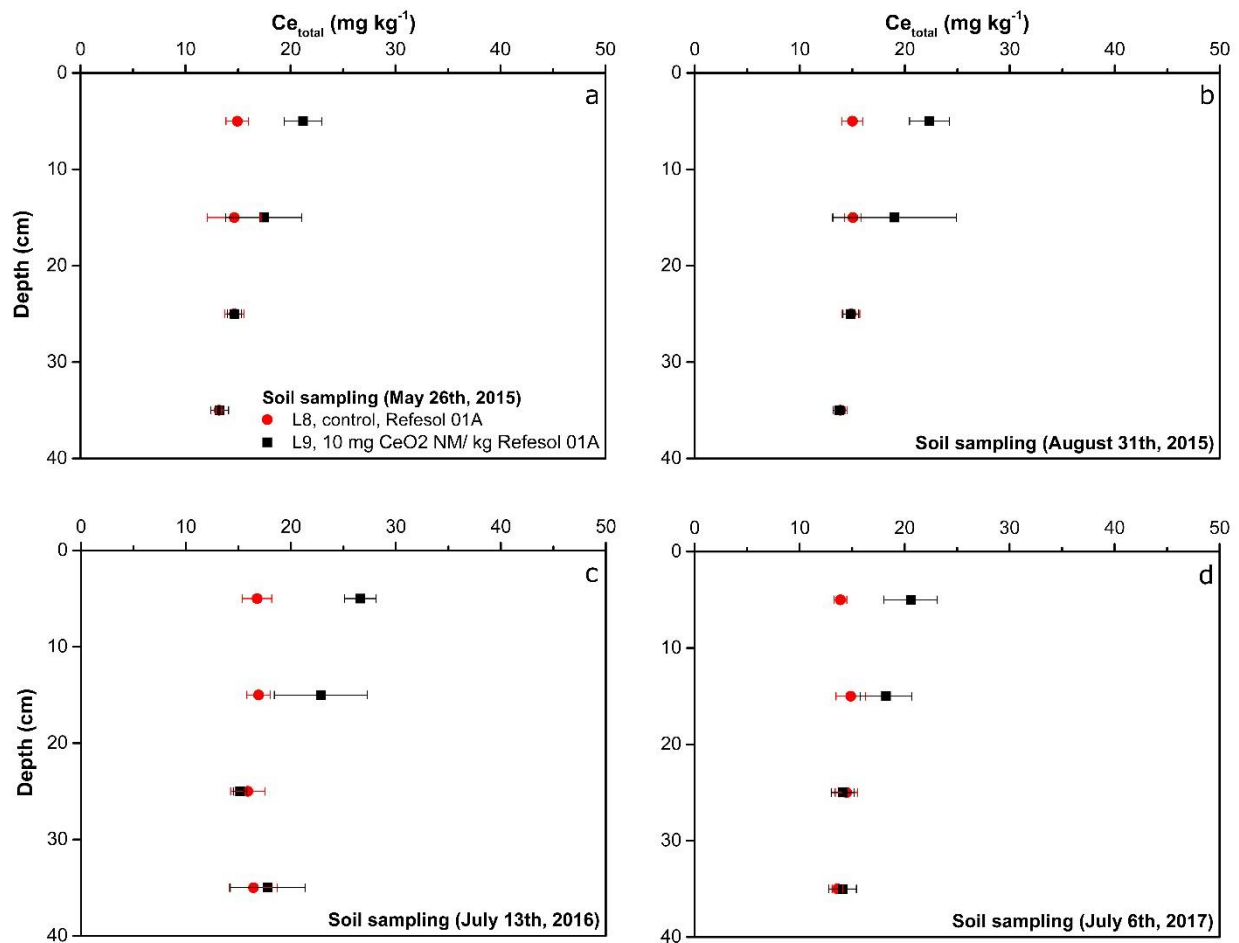 Ce_total (mg kg⁻¹)
0 10 20 30 40 50
Ce_total (mg kg⁻¹)
0 10 20 30 40 50
Depth (cm)
0
10
20
30
40
a
Soil sampling (May 26th, 2015)
L8, control, Refesol 01A
L9, 10 mg CeO2 NM/ kg Refesol 01A
0
10
20
30
40
b
Soil sampling (August 31th, 2015)
0 10 20 30 40 50
Depth (cm)
0
10
20
30
40
c
Soil sampling (July 13th, 2016)
0 10 20 30 40 50
0
10
20
30
40
d
Soil sampling (July 6th, 2017)